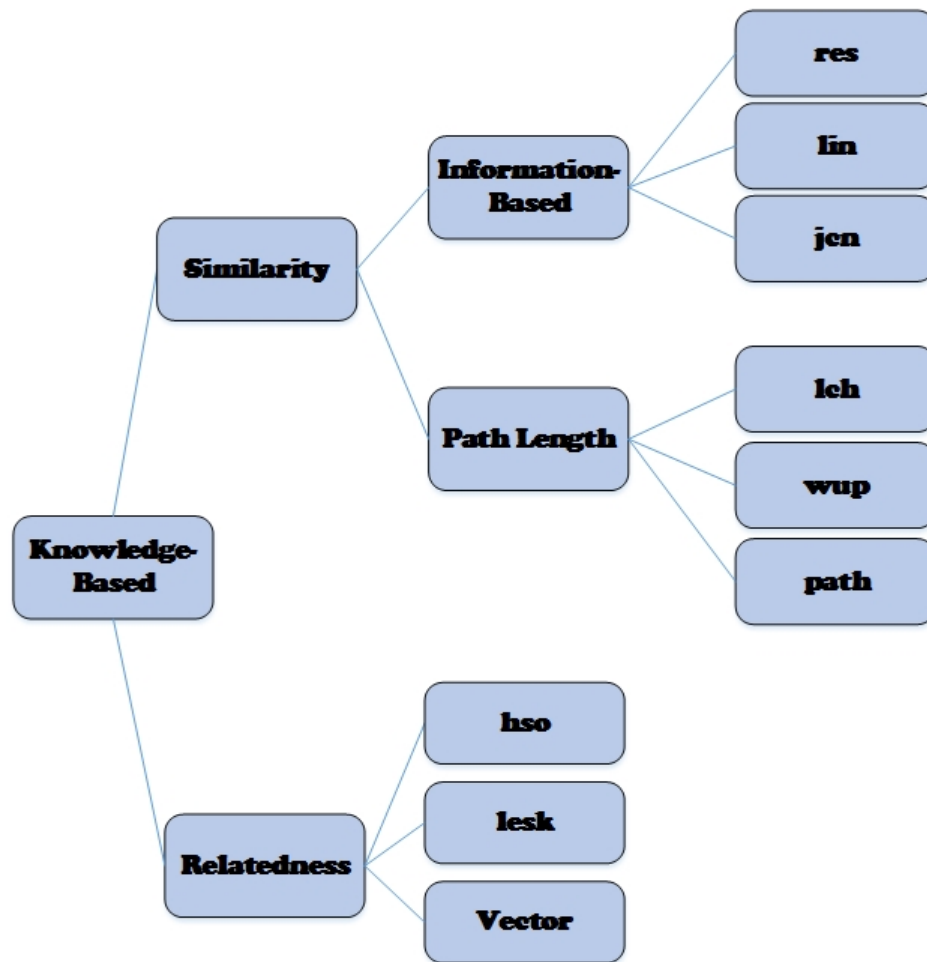 res
lin
jcn
Information-
Based
Similarity
Path Length
lch
wup
path
Knowledge-
Based
hso
lesk
Vector
Relatedness